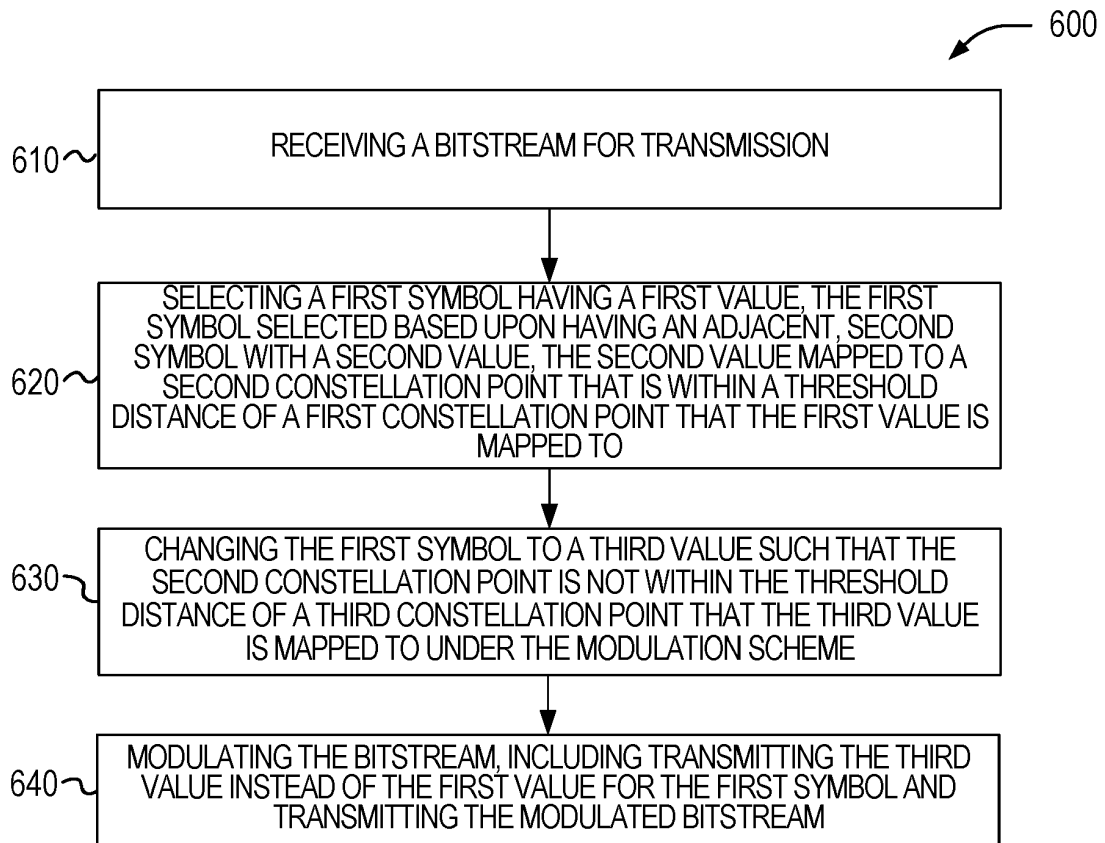 600
610
RECEIVING A BITSTREAM FOR TRANSMISSION
SELECTING A FIRST SYMBOL HAVING A FIRST VALUE, THE FIRST
SYMBOL SELECTED BASED UPON HAVING AN ADJACENT, SECOND
SYMBOL WITH A SECOND VALUE, THE SECOND VALUE MAPPED TO A
620
SECOND CONSTELLATION POINT THAT IS WITHIN A THRESHOLD
DISTANCE OF A FIRST CONSTELLATION POINT THAT THE FIRST VALUE IS
MAPPED TO
CHANGING THE FIRST SYMBOL TO A THIRD VALUE SUCH THAT THE
630
SECOND CONSTELLATION POINT IS NOT WITHIN THE THRESHOLD
DISTANCE OF A THIRD CONSTELLATION POINT THAT THE THIRD VALUE
IS MAPPED TO UNDER THE MODULATION SCHEME
MODULATING THE BITSTREAM, INCLUDING TRANSMITTING THE THIRD
640
VALUE INSTEAD OF THE FIRST VALUE FOR THE FIRST SYMBOL AND
TRANSMITTING THE MODULATED BITSTREAM